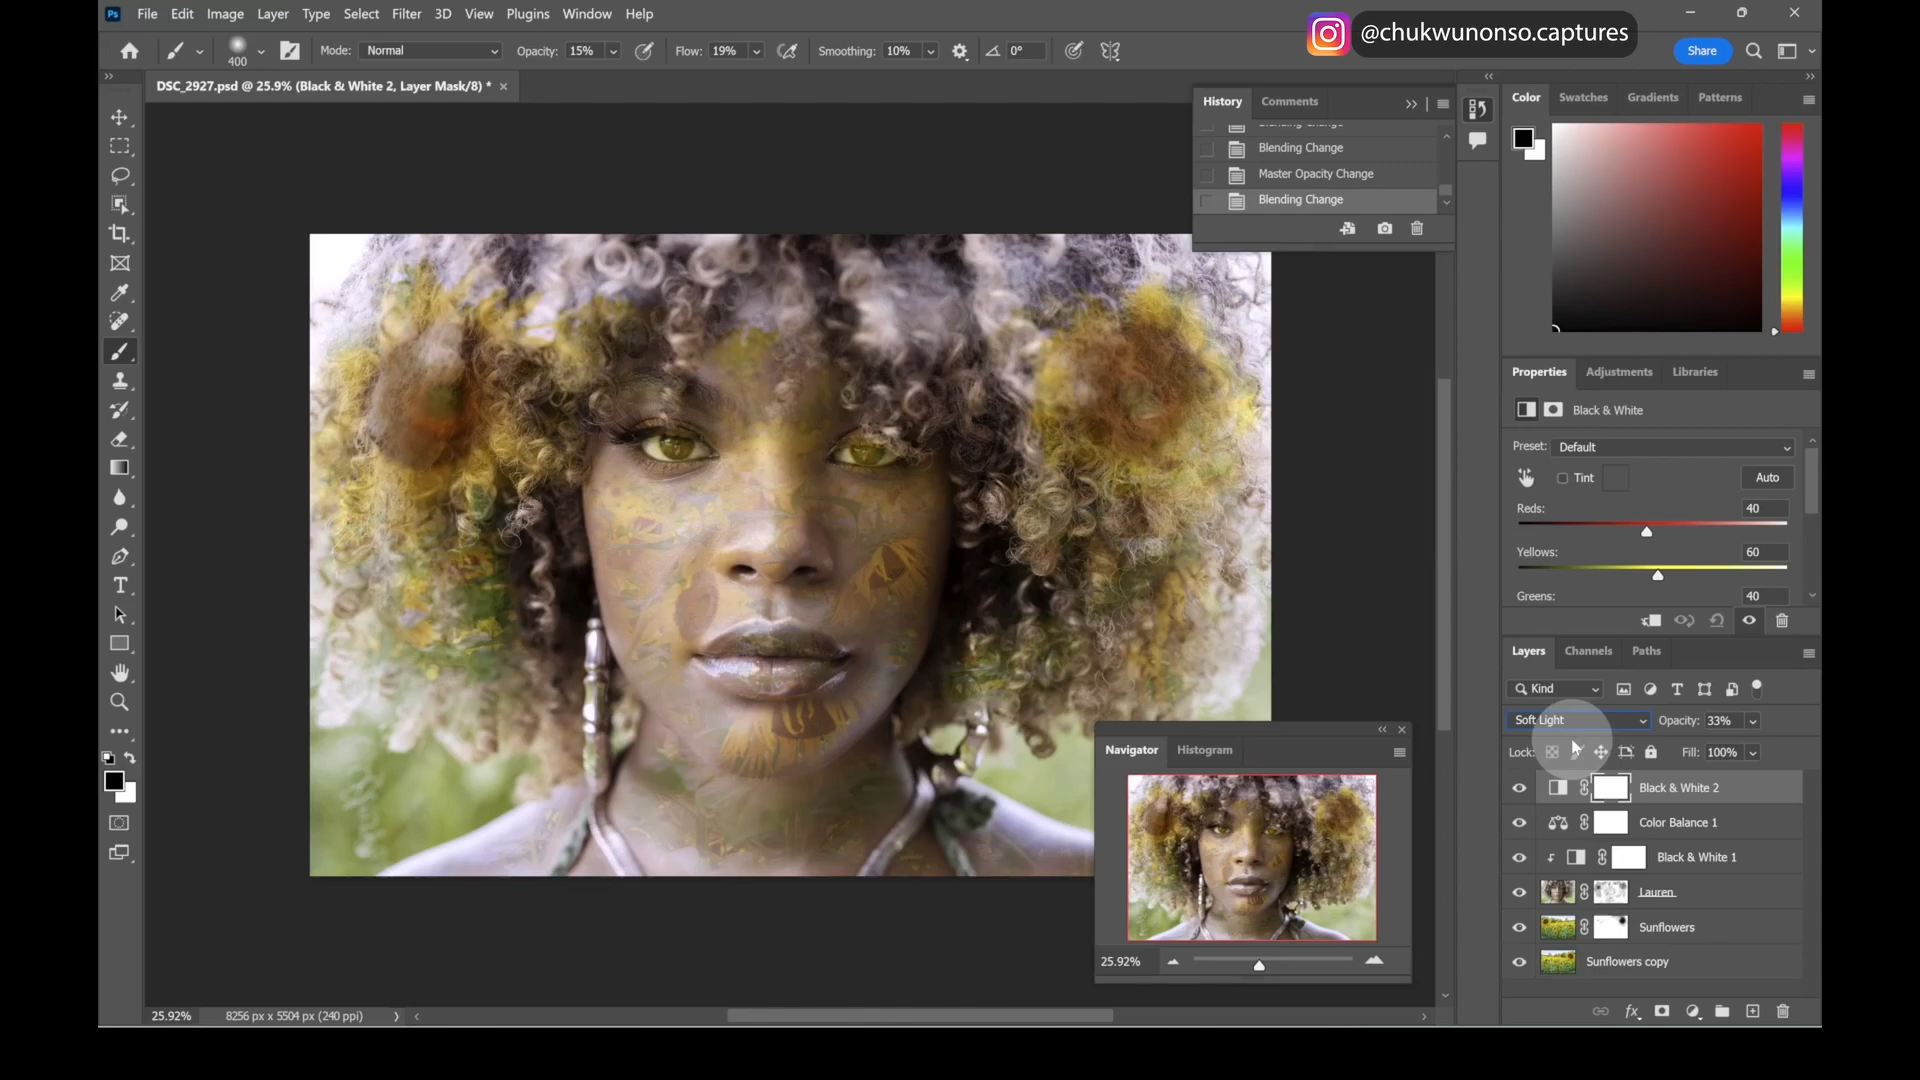 Ps File Edit Image Layer Type Select Filter 3D View Plugins Window Help
@chukwunonso.captures
400 Mode: Normal Opacity: 15% Flow: 19% Smoothing: 10% 0° Share
DSC_2927.psd @ 25.9% (Black & White 2, Layer Mask/8) *
History Comments
Blending Change
Blending Change
Master Opacity Change
Blending Change
Color Swatches Gradients Patterns
Properties Adjustments Libraries
Black & White
Preset: Default
Tint Auto
Reds: 40
Yellows: 60
Greens: 40
Layers Channels Paths
Kind
Soft Light Opacity: 33%
Lock: Fill: 100%
Black & White 2
Color Balance 1
Black & White 1
Lauren
Sunflowers
Sunflowers copy
fx
Navigator Histogram
25.92%
25.92% 8256 px x 5504 px (240 ppi)